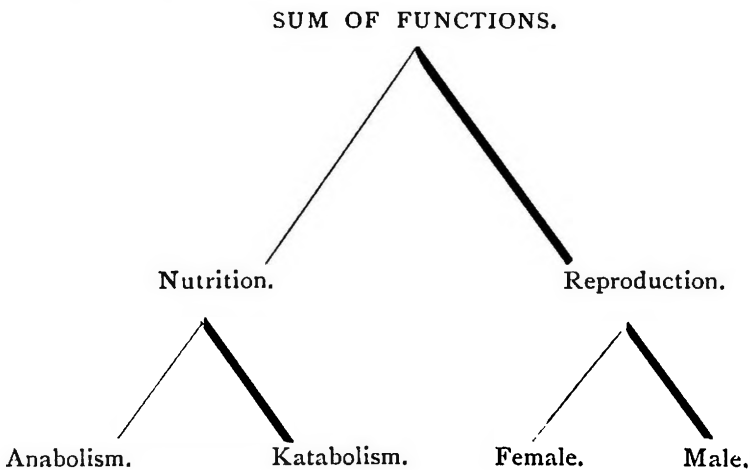 SUM OF FUNCTIONS.
Nutrition. Reproduction.
Anabolism. Katabolism. Female. Male.